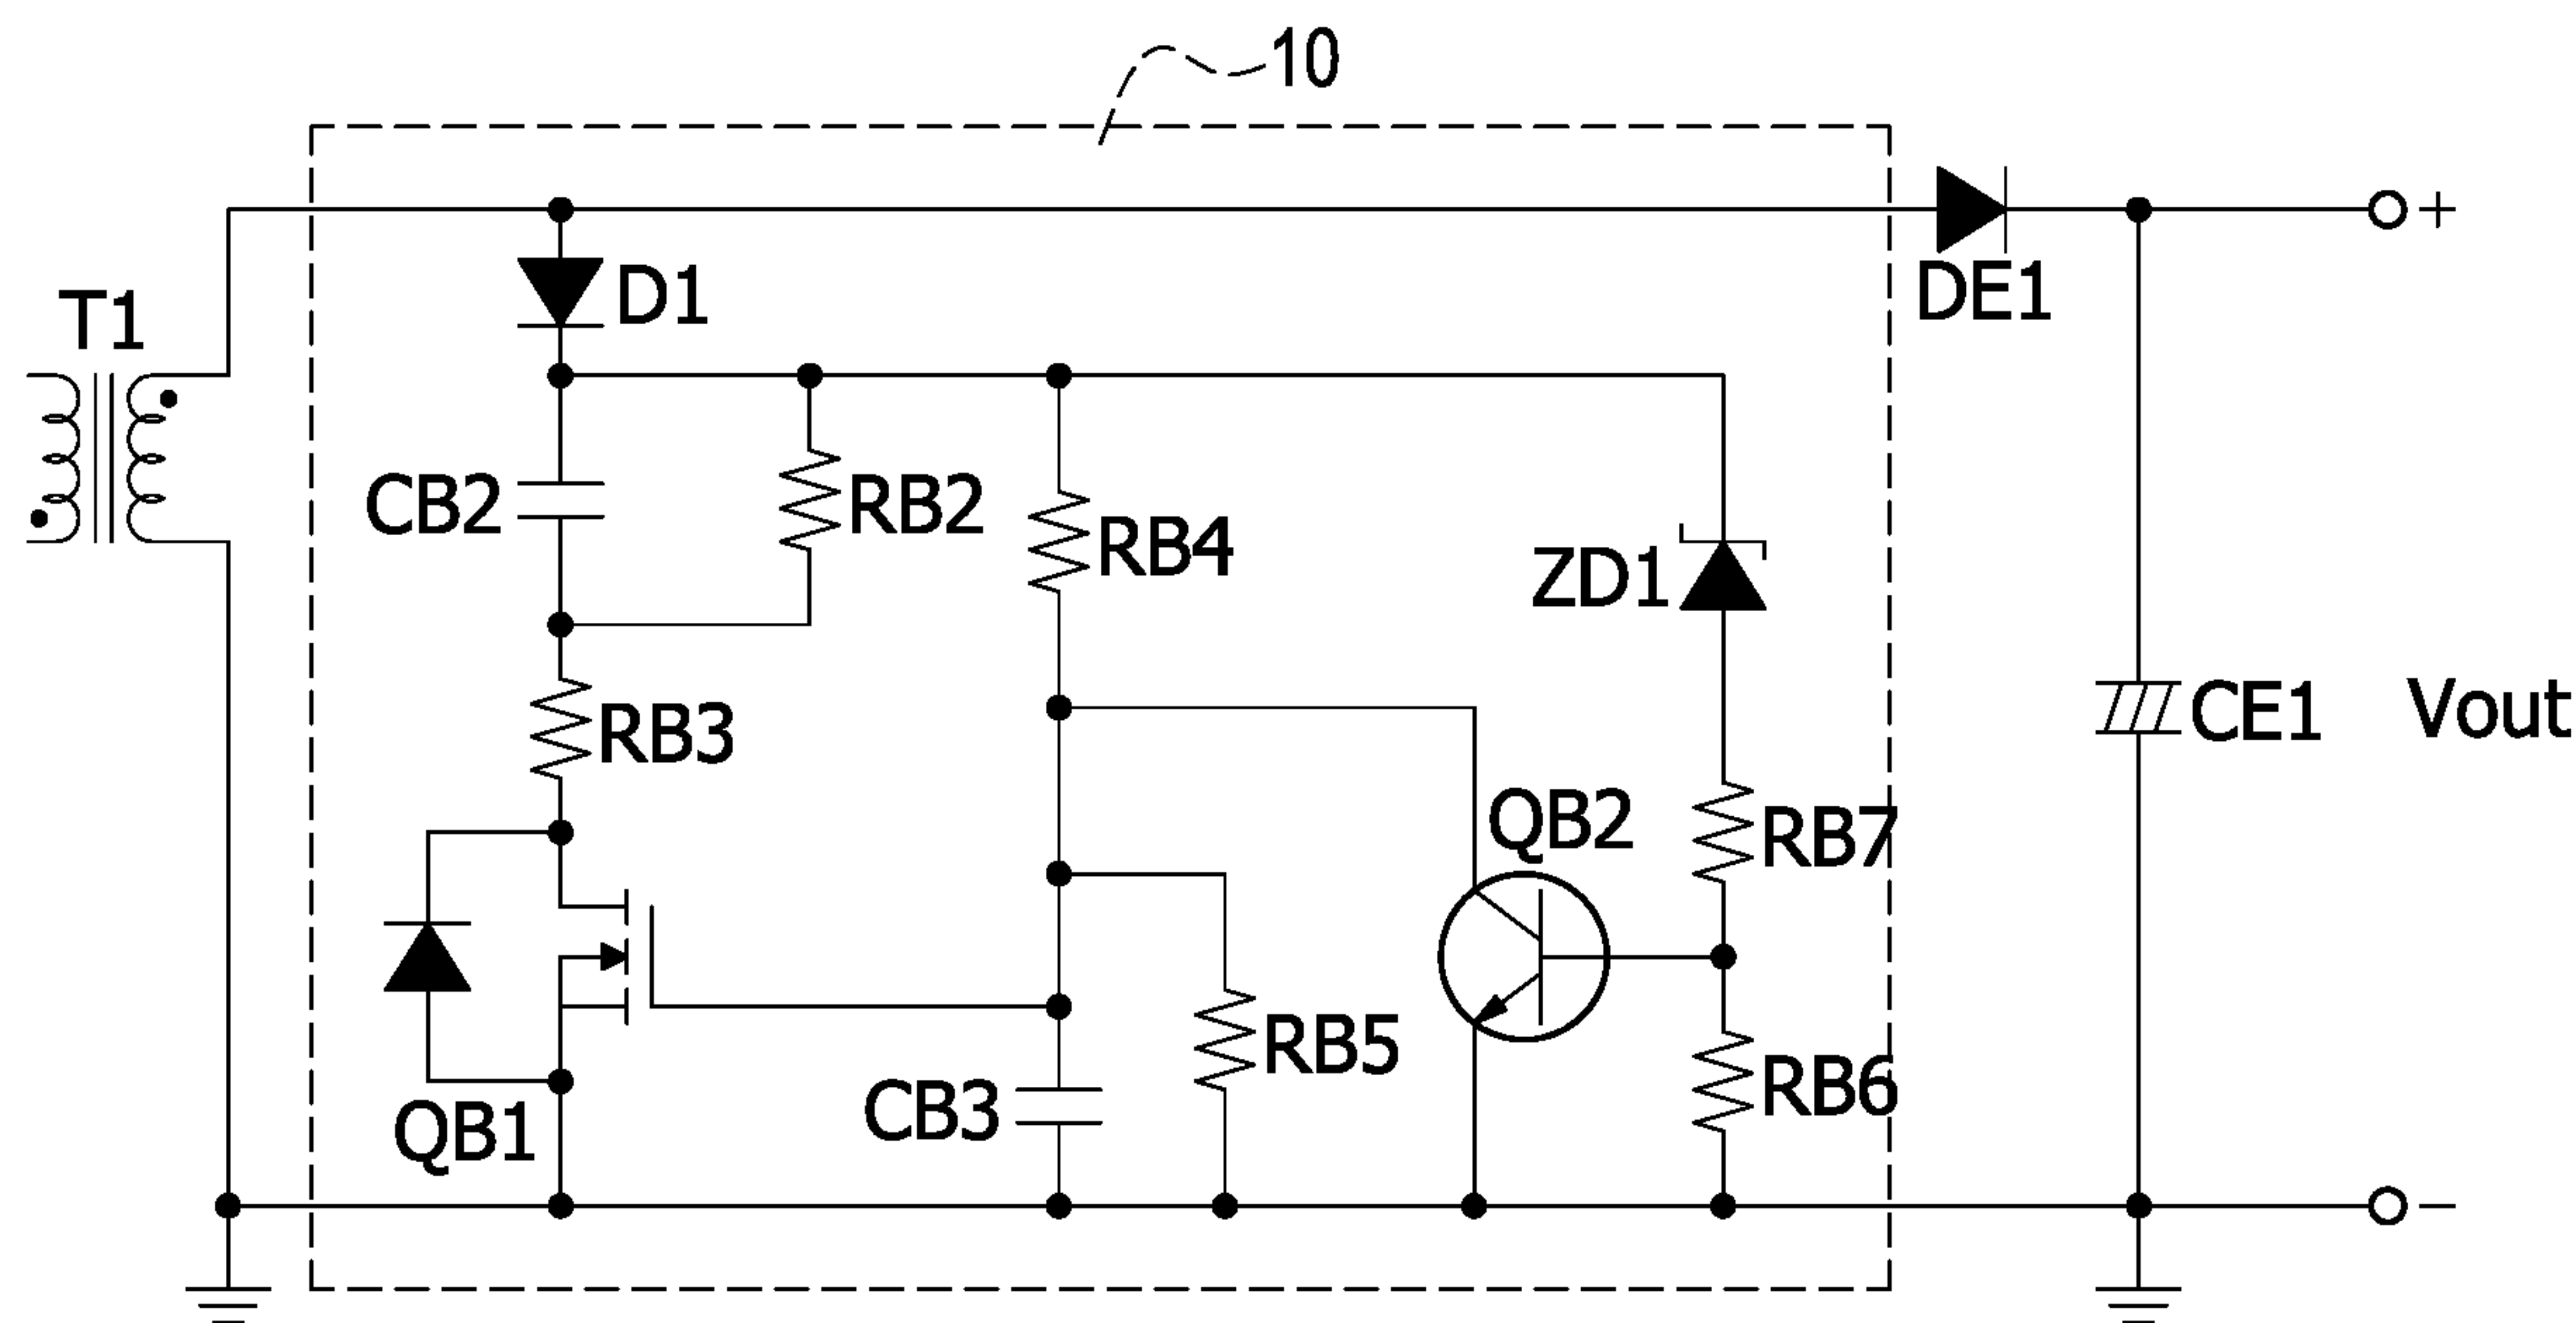 10
+
D1
DE1
T1
CB2
RB2
RB4
ZD1
RB3
CE1
Vout
QB2
RB7
RB5
RB6
CB3
QB1
−